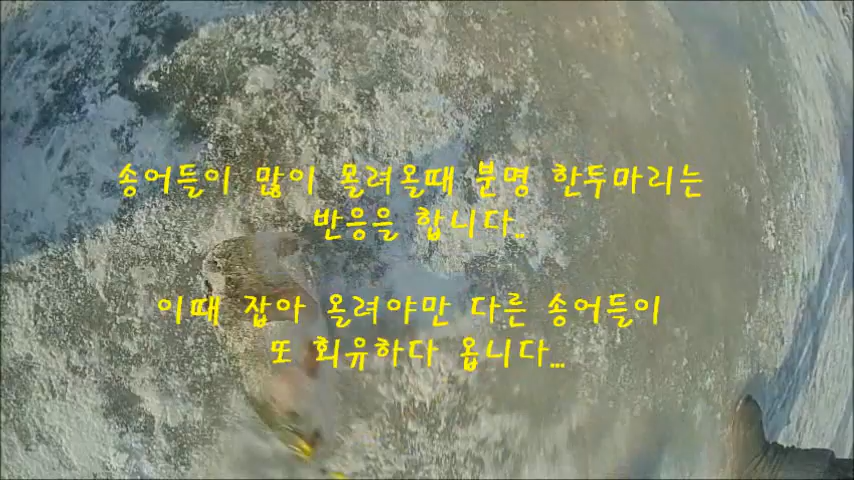 송어들이 많이 몰려올때 분명 한두마리는
반응을 합니다..
이때 잡아 올려야만 다른 송어들이
또 회유하다 옵니다...